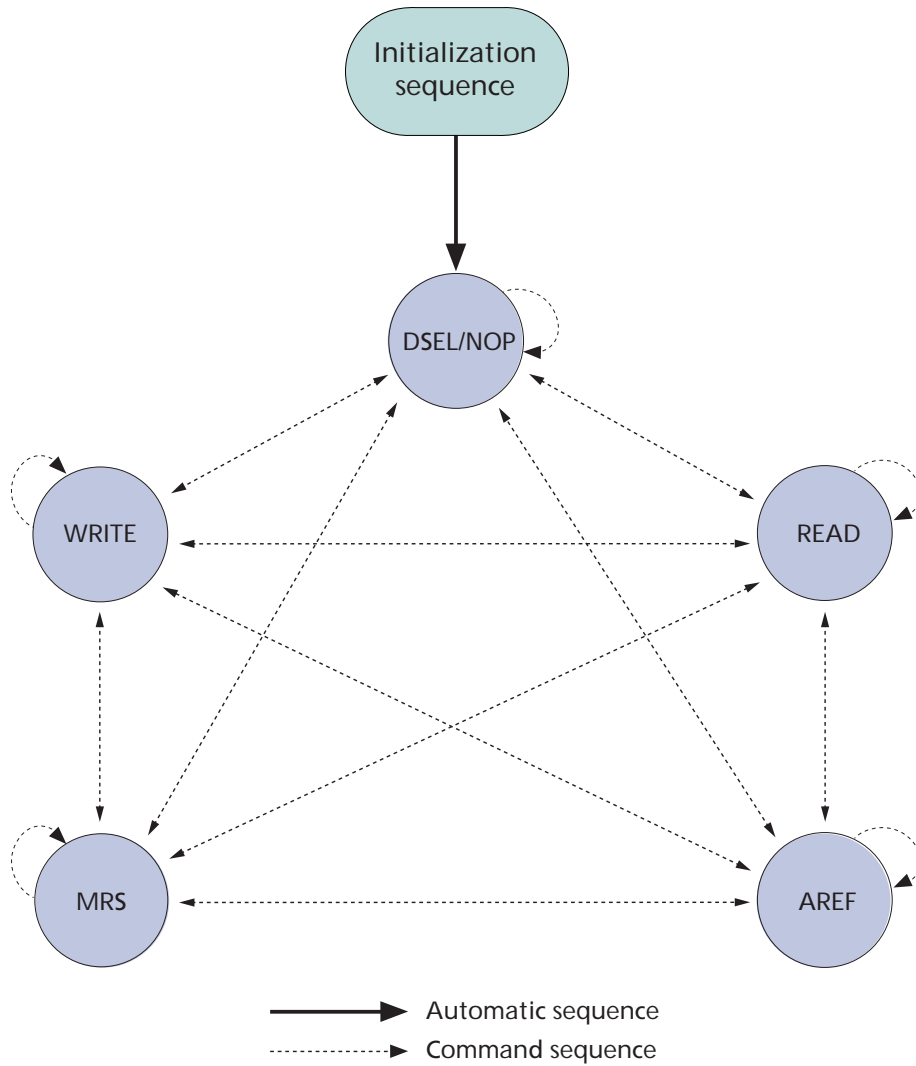 Initialization
sequence
DSEL/NOP
WRITE
READ
MRS
AREF
Automatic sequence
Command sequence